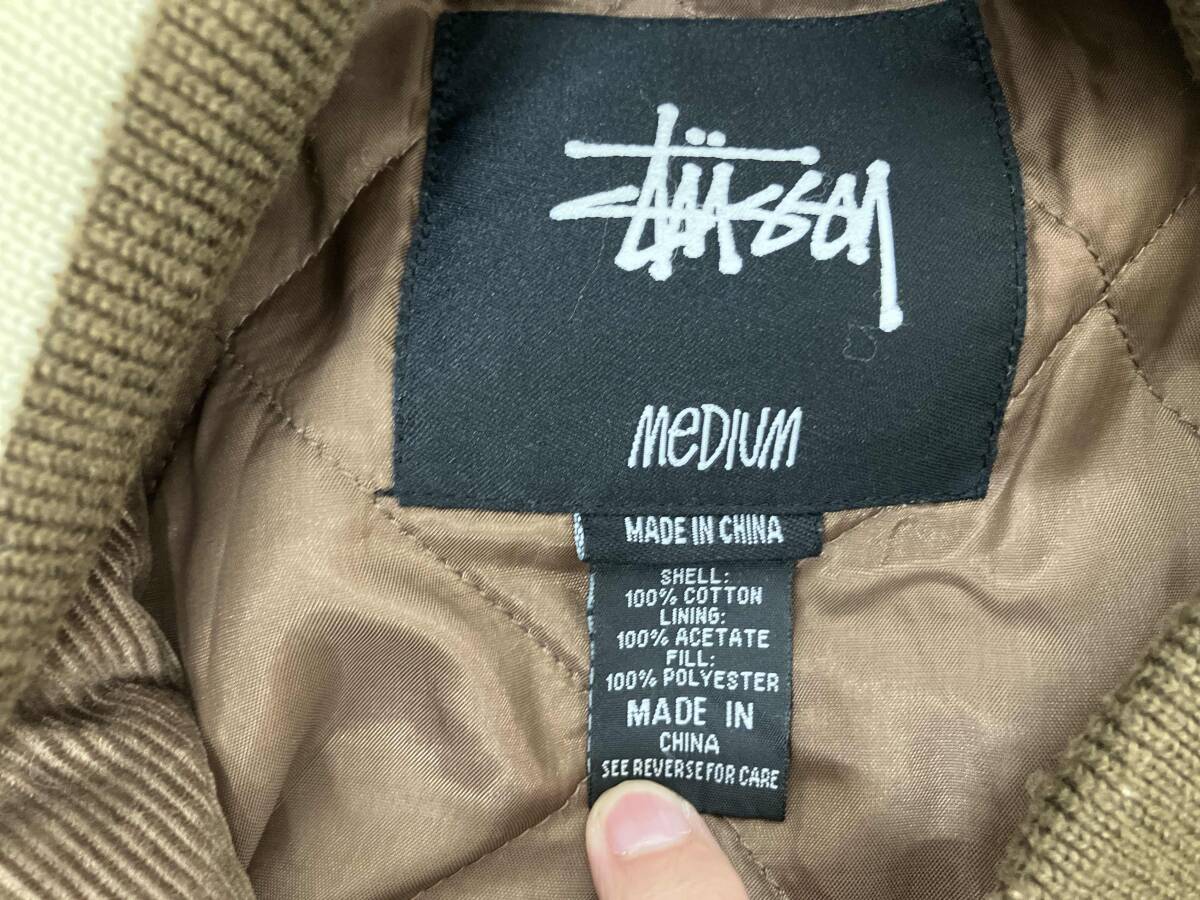 Stüssy
MeDIUM
MADE IN CHINA
SHELL:
100% COTTON
LINING:
100% ACETATE
FILL:
100% POLYESTER
MADE IN
CHINA
SEE REVERSE FOR CARE